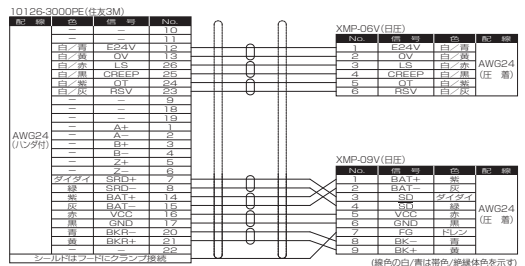 10126-3000PE(住友3M)
配 線 色 信 号 No.
－ － 10
－ － 11
白／青 E24V 12
白／黄 0V 13
白／赤 LS 26
白／黒 CREEP 25
白／紫 OT 24
白／灰 RSV 23
－ － 9
－ － 18
－ － 19
－ A+ 1
AWG24 － A− 2
(ハンダ付) － B+ 3
－ B− 4
－ Z+ 5
－ Z− 6
ダイダイ SRD+ 7
緑 SRD− 8
紫 BAT+ 14
灰 BAT− 15
赤 VCC 16
黒 GND 17
青 BKR− 20
黄 BKR+ 21
－ － 22
シールドはフードにクランプ接続
XMP-06V(日圧)
No. 信 号 色 配 線
1 E24V 白／青
2 0V 白／黄
3 LS 白／赤 AWG24
4 CREEP 白／黒 (圧 着)
5 OT 白／紫
6 RSV 白／灰
XMP-09V(日圧)
No. 信 号 色 配 線
1 BAT+ 紫
2 BAT− 灰
3 SD ダイダイ
4 SD 緑 AWG24
5 VCC 赤 (圧 着)
6 GND 黒
7 FG ドレン
8 BK− 青
9 BK+ 黄
(線色の白/青は帯色/絶縁体色を示す)